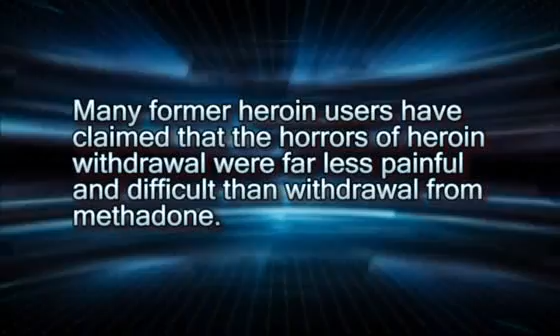 Many former heroin users have
claimed that the horrors of heroin
withdrawal were far less painful
and difficult than withdrawal from
methadone.